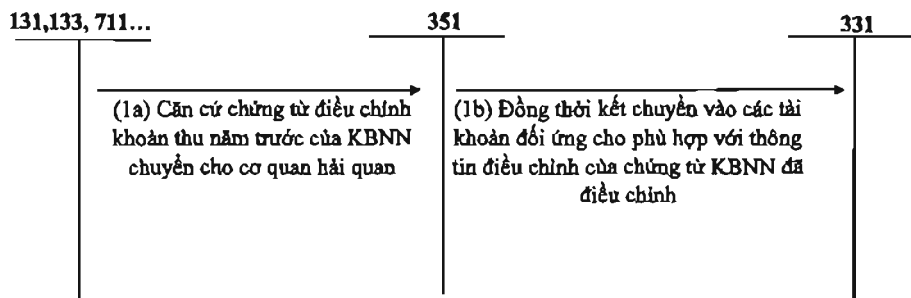 131,133, 711...
351
331
(1a) Căn cứ chứng từ điều chỉnh
khoản thu năm trước của KBNN
chuyển cho cơ quan hải quan
(1b) Đồng thời kết chuyển vào các tài
khoản đối ứng cho phù hợp với thông
tin điều chỉnh của chứng từ KBNN đã
điều chỉnh